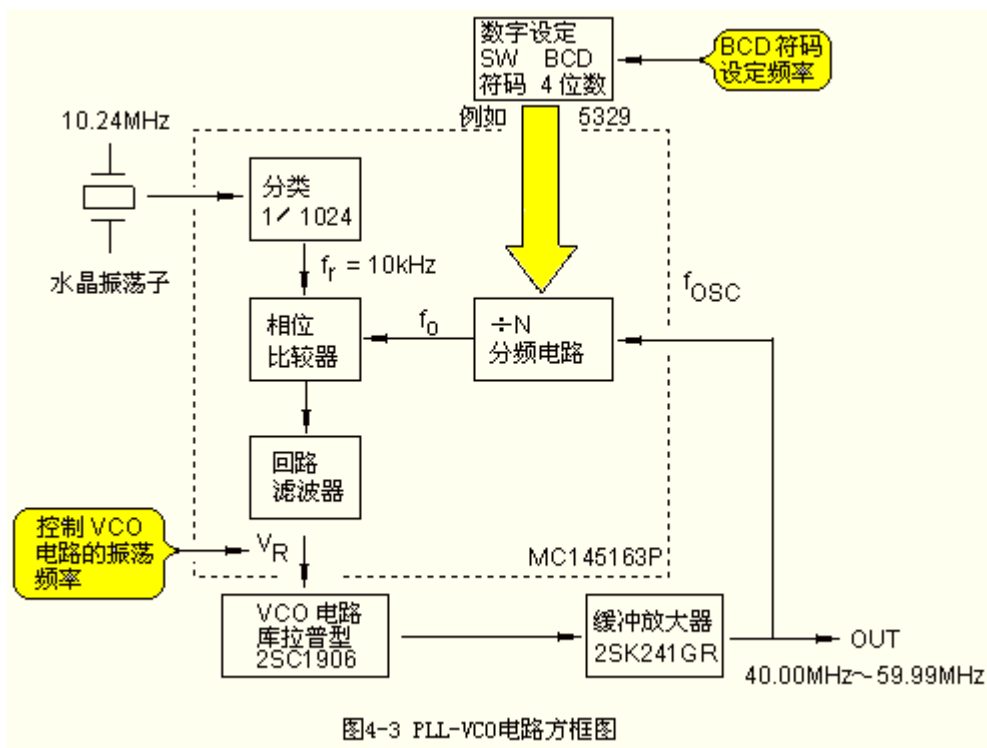 数字设定
SW BCD
符码 4位数
BCD 符码
设定频率
例如 5329
10.24MHz
水晶振荡子
分类
1/ 1024
fr = 10kHz
fOSC
相位
比较器
fo
÷N
分频电路
回路
滤波器
控制 VCO
电路的振荡
频率
VR
MC145163P
VCO 电路
库拉普型
2SC1906
缓冲放大器
2SK241GR
OUT
40.00MHz~59.99MHz
图4-3 PLL-VCO电路方框图